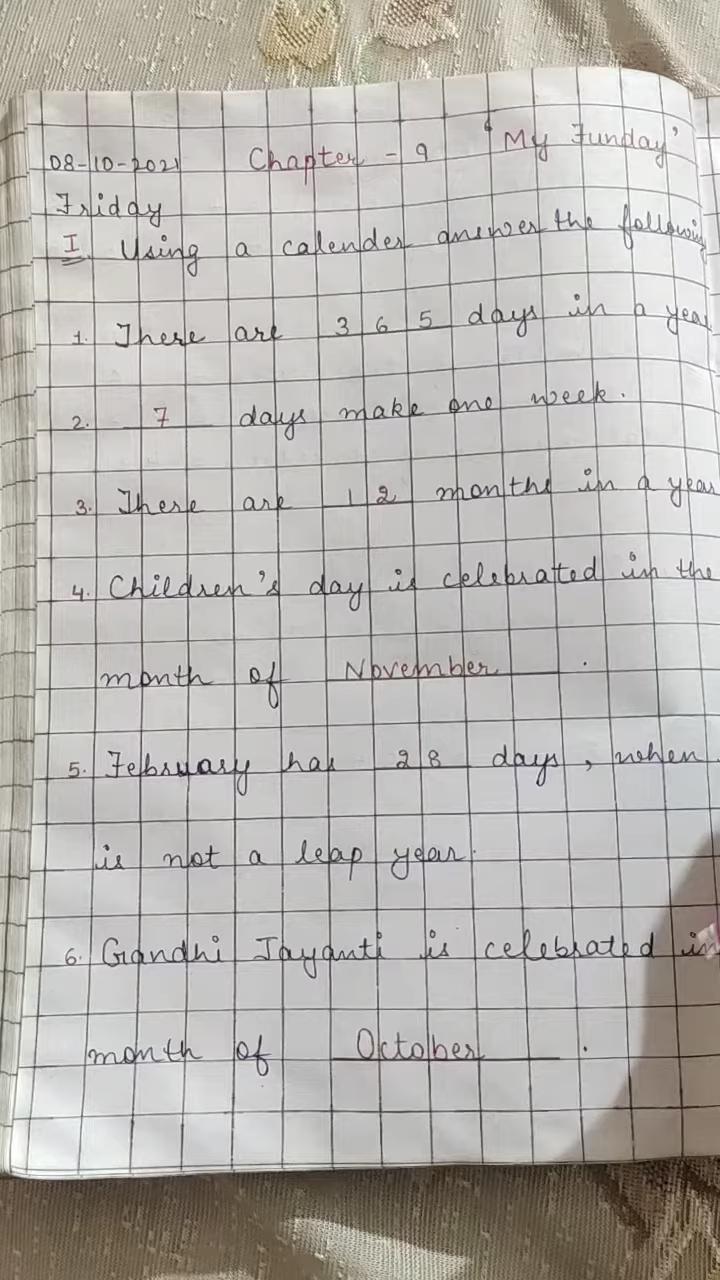 08-10-2021 Chapter - 9 'My Funday'
Friday
I. Using a calender answer the following
1. There are 365 days in a year
2. 7 days make one week.
3. There are 12 months in a year
4. Children's day is celebrated in the
month of November.
5. February has 28 days, when
is not a leap year.
6. Gandhi Jayanti is celebrated in
month of October.